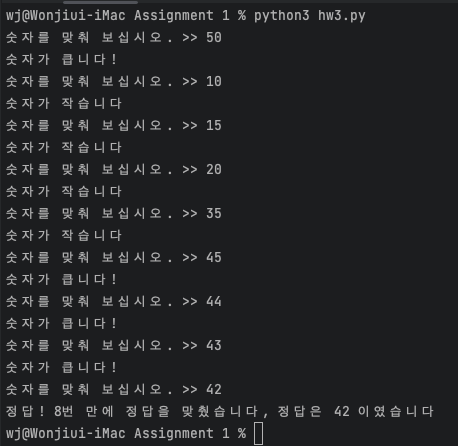 wj@Wonjiui-iMac Assignment 1 % python3 hw3.py
숫자를 맞춰 보십시오. >> 50
숫자가 큽니다!
숫자를 맞춰 보십시오. >> 10
숫자가 작습니다
숫자를 맞춰 보십시오. >> 15
숫자가 작습니다
숫자를 맞춰 보십시오. >> 20
숫자가 작습니다
숫자를 맞춰 보십시오. >> 35
숫자가 작습니다
숫자를 맞춰 보십시오. >> 45
숫자가 큽니다!
숫자를 맞춰 보십시오. >> 44
숫자가 큽니다!
숫자를 맞춰 보십시오. >> 43
숫자가 큽니다!
숫자를 맞춰 보십시오. >> 42
정답! 8번 만에 정답을 맞췄습니다, 정답은 42 이였습니다
wj@Wonjiui-iMac Assignment 1 %